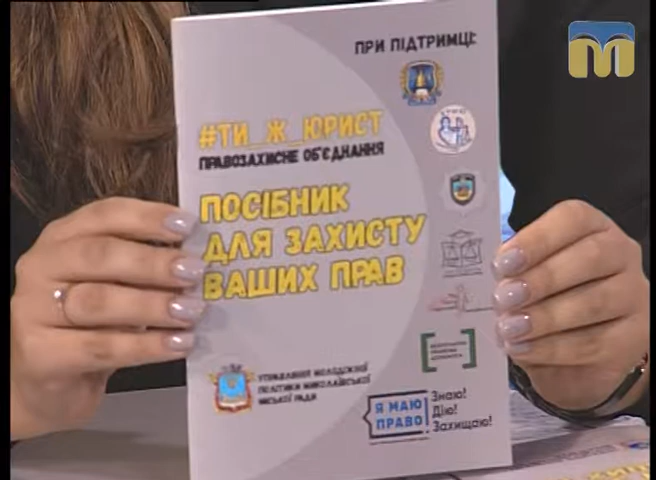 ПРИ ПІДТРИМЦІ:
#ТИ_Ж_ЮРИСТ
ПРАВОЗАХИСНЕ ОБ'ЄДНАННЯ
ПОСІБНИК
ДЛЯ ЗАХИСТУ
ВАШИХ ПРАВ
УПРАВЛІННЯ МОЛОДІЖНОЇ
ПОЛІТИКИ МИКОЛАЇВСЬКОЇ
МІСЬКОЇ РАДИ
Я МАЮ
ПРАВО!
Знаю!
Дію!
Захищаю!
М